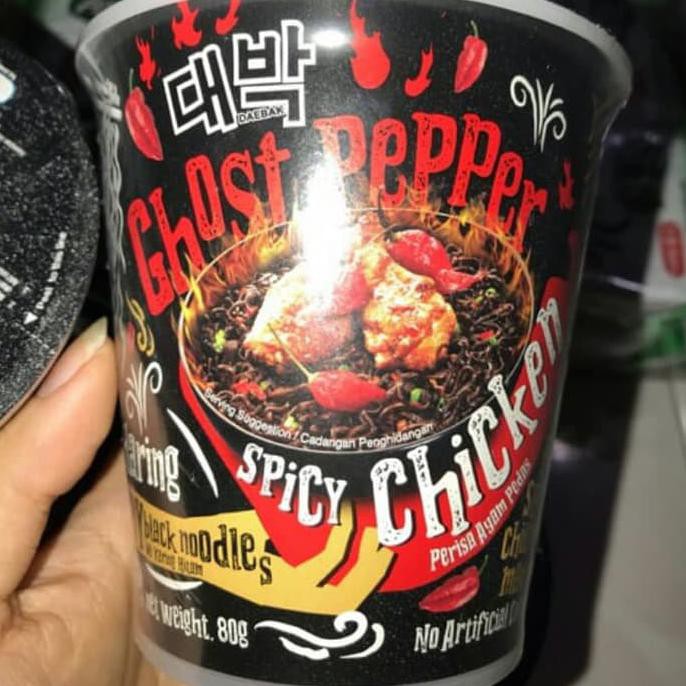 대박
DAEBAK
Ghost Pepper
Serving Suggestion / Cadangan Penghidangan
SPiCY Chicken
Perisa Ayam Pedas
black noodles
Net Weight. 80g
No Artificial